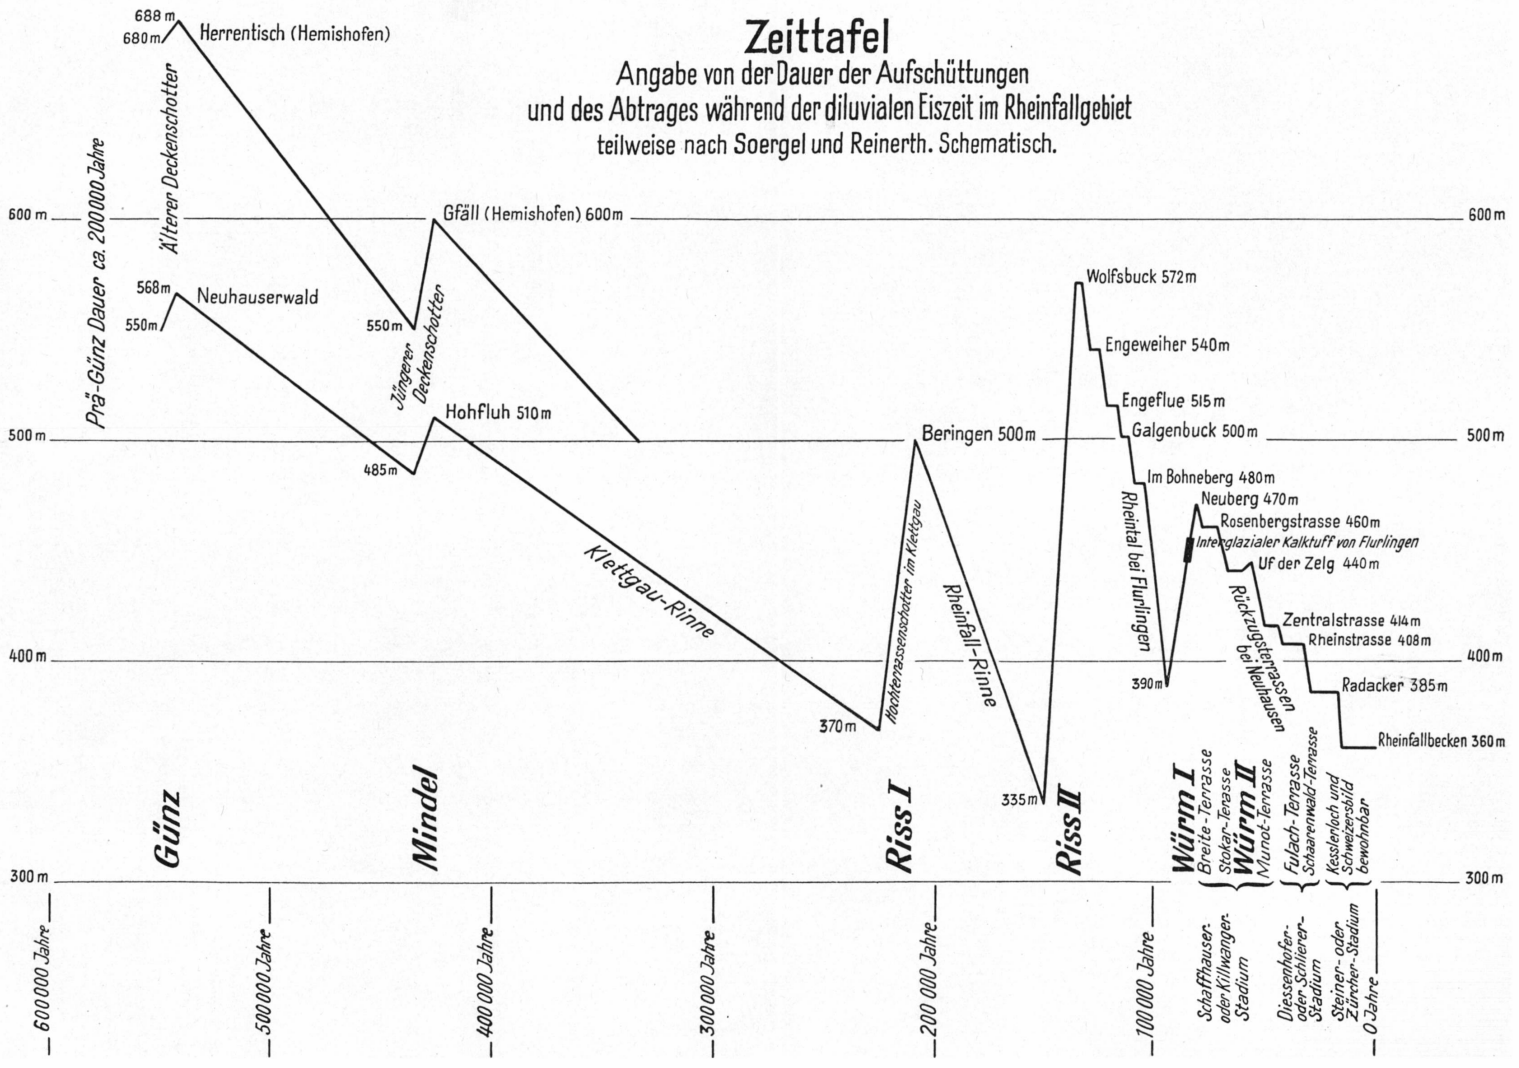 Zeittafel
Angabe von der Dauer der Aufschüttungen
und des Abtrages während der diluvialen Eiszeit im Rheinfallgebiet
teilweise nach Soergel und Reinerth. Schematisch.
688 m
680 m
Herrentisch (Hemishofen)
Älterer Deckenschotter
Prä-Günz Dauer ca. 200000 Jahre
600 m
Gfäll (Hemishofen) 600 m
600 m
568 m
550 m
Neuhauserwald
550 m
Jüngerer
Deckenschotter
Wolfsbuck 572 m
Engeweiher 540 m
Engeflue 515 m
Hohfluh 510 m
500 m
Beringen 500 m
Galgenbuck 500 m
500 m
485 m
Im Bohneberg 480 m
Neuberg 470 m
Rosenbergstrasse 460 m
Interglazialer Kalktuff von Flurlingen
Uf der Zelg 440 m
Klettgau-Rinne
Hochterrassenschotter im Klettgau
Rheinfall-Rinne
Rheintal bei Flurlingen
Rückzugsterrassen
bei Neuhausen
Zentralstrasse 414 m
Rheinstrasse 408 m
400 m
400 m
390 m
Radacker 385 m
370 m
Rheinfallbecken 360 m
335 m
Günz
Mindel
Riss I
Riss II
Würm I
Breite-Terrasse
Stokar-Terasse
Würm II
Munot-Terrasse
Fulach-Terrasse
Schaarenwald-Terrasse
Kesslerloch und
Schweizersbild
bewohnbar
300 m
300 m
600 000 Jahre
500 000 Jahre
400 000 Jahre
300 000 Jahre
200 000 Jahre
100 000 Jahre
Schaffhauser-
oder Killwanger-
Stadium
Diessenhofer-
oder Schlierer-
Stadium
Steiner- oder
Zürcher-Stadium
0 Jahre